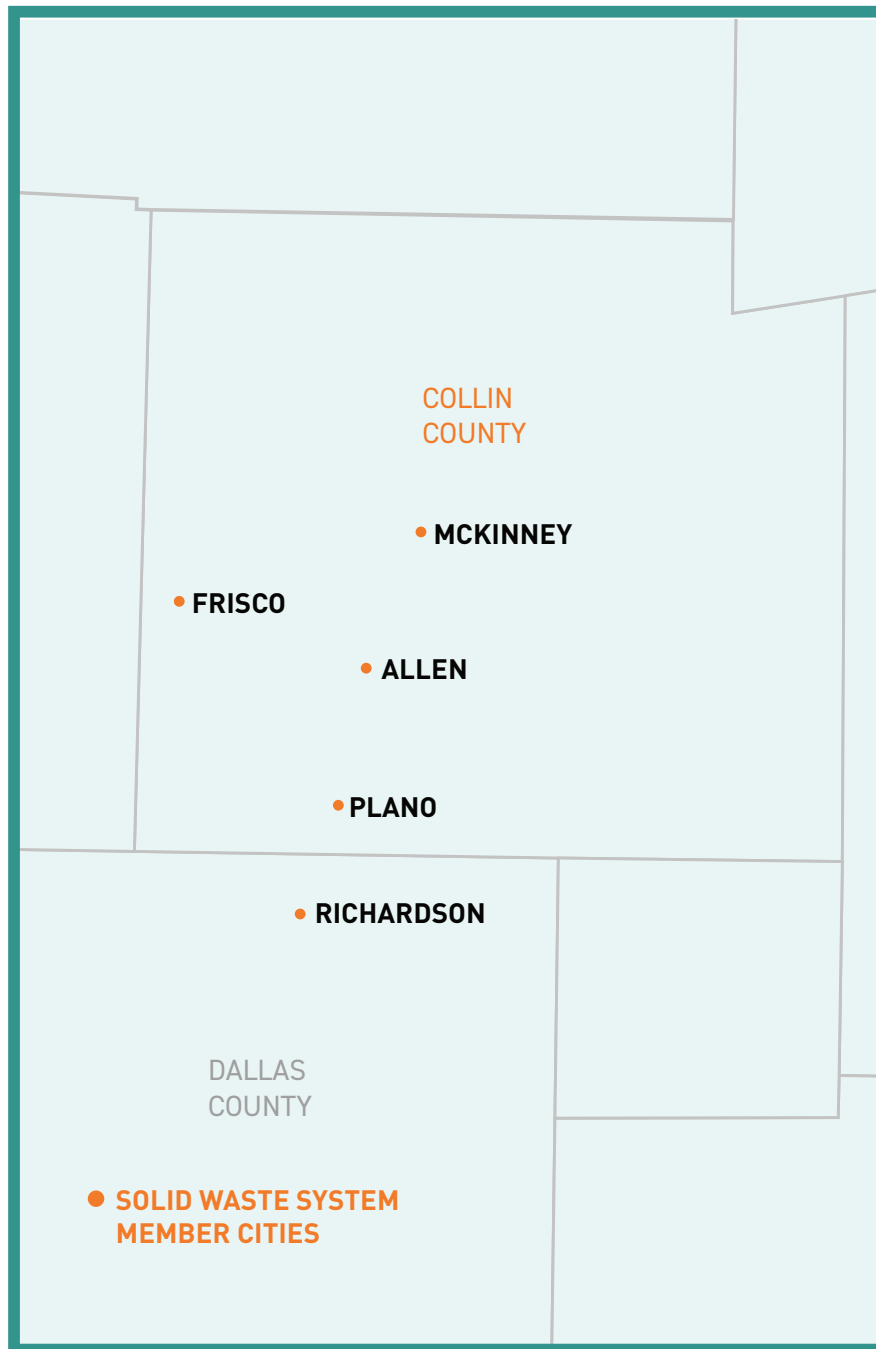 COLLIN
COUNTY
MCKINNEY
FRISCO
ALLEN
PLANO
RICHARDSON
DALLAS
COUNTY
SOLID WASTE SYSTEM
MEMBER CITIES